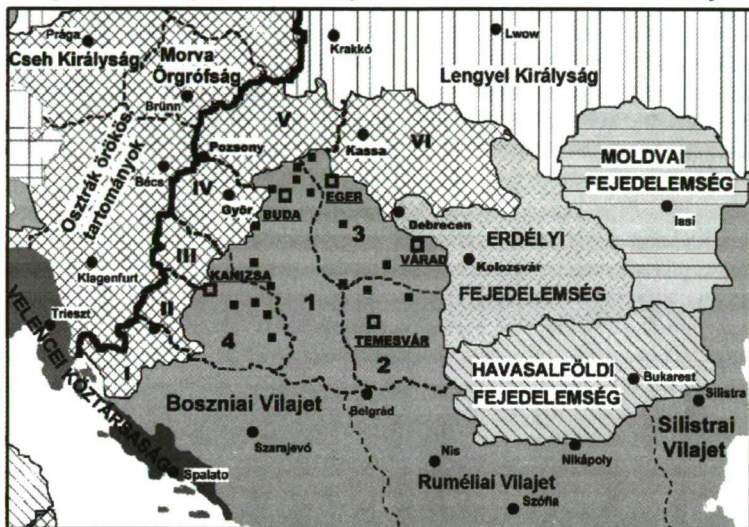 Prága
Cseh Királyság
Morva
Örgrófság
Brünn
Krakkó
Lwow
Lengyel Királyság
V
VI
Pozseny
Kassa
MOLDVAI
FEJEDELEMSÉG
Iasi
Osztrák örökös
tartományok
Bécs
IV
Győr
BUDA
EGER
Debrecen
3
VÁRAD
ERDÉLYI
Kolozsvár
FEJEDELEMSÉG
III
KANIZSA
Klagenfurt
II
Trieszt
1
4
TEMESVÁR
2
I
VELENCEI KÖZTÁRSASÁG
HAVASALFÖLDI
FEJEDELEMSÉG
Bukarest
Silistra
Boszniai Vilajet
Belgrád
Szarajevó
Silistrai
Vilajet
Nis
Nikápoly
Spalato
Ruméliai Vilajet
Szófia